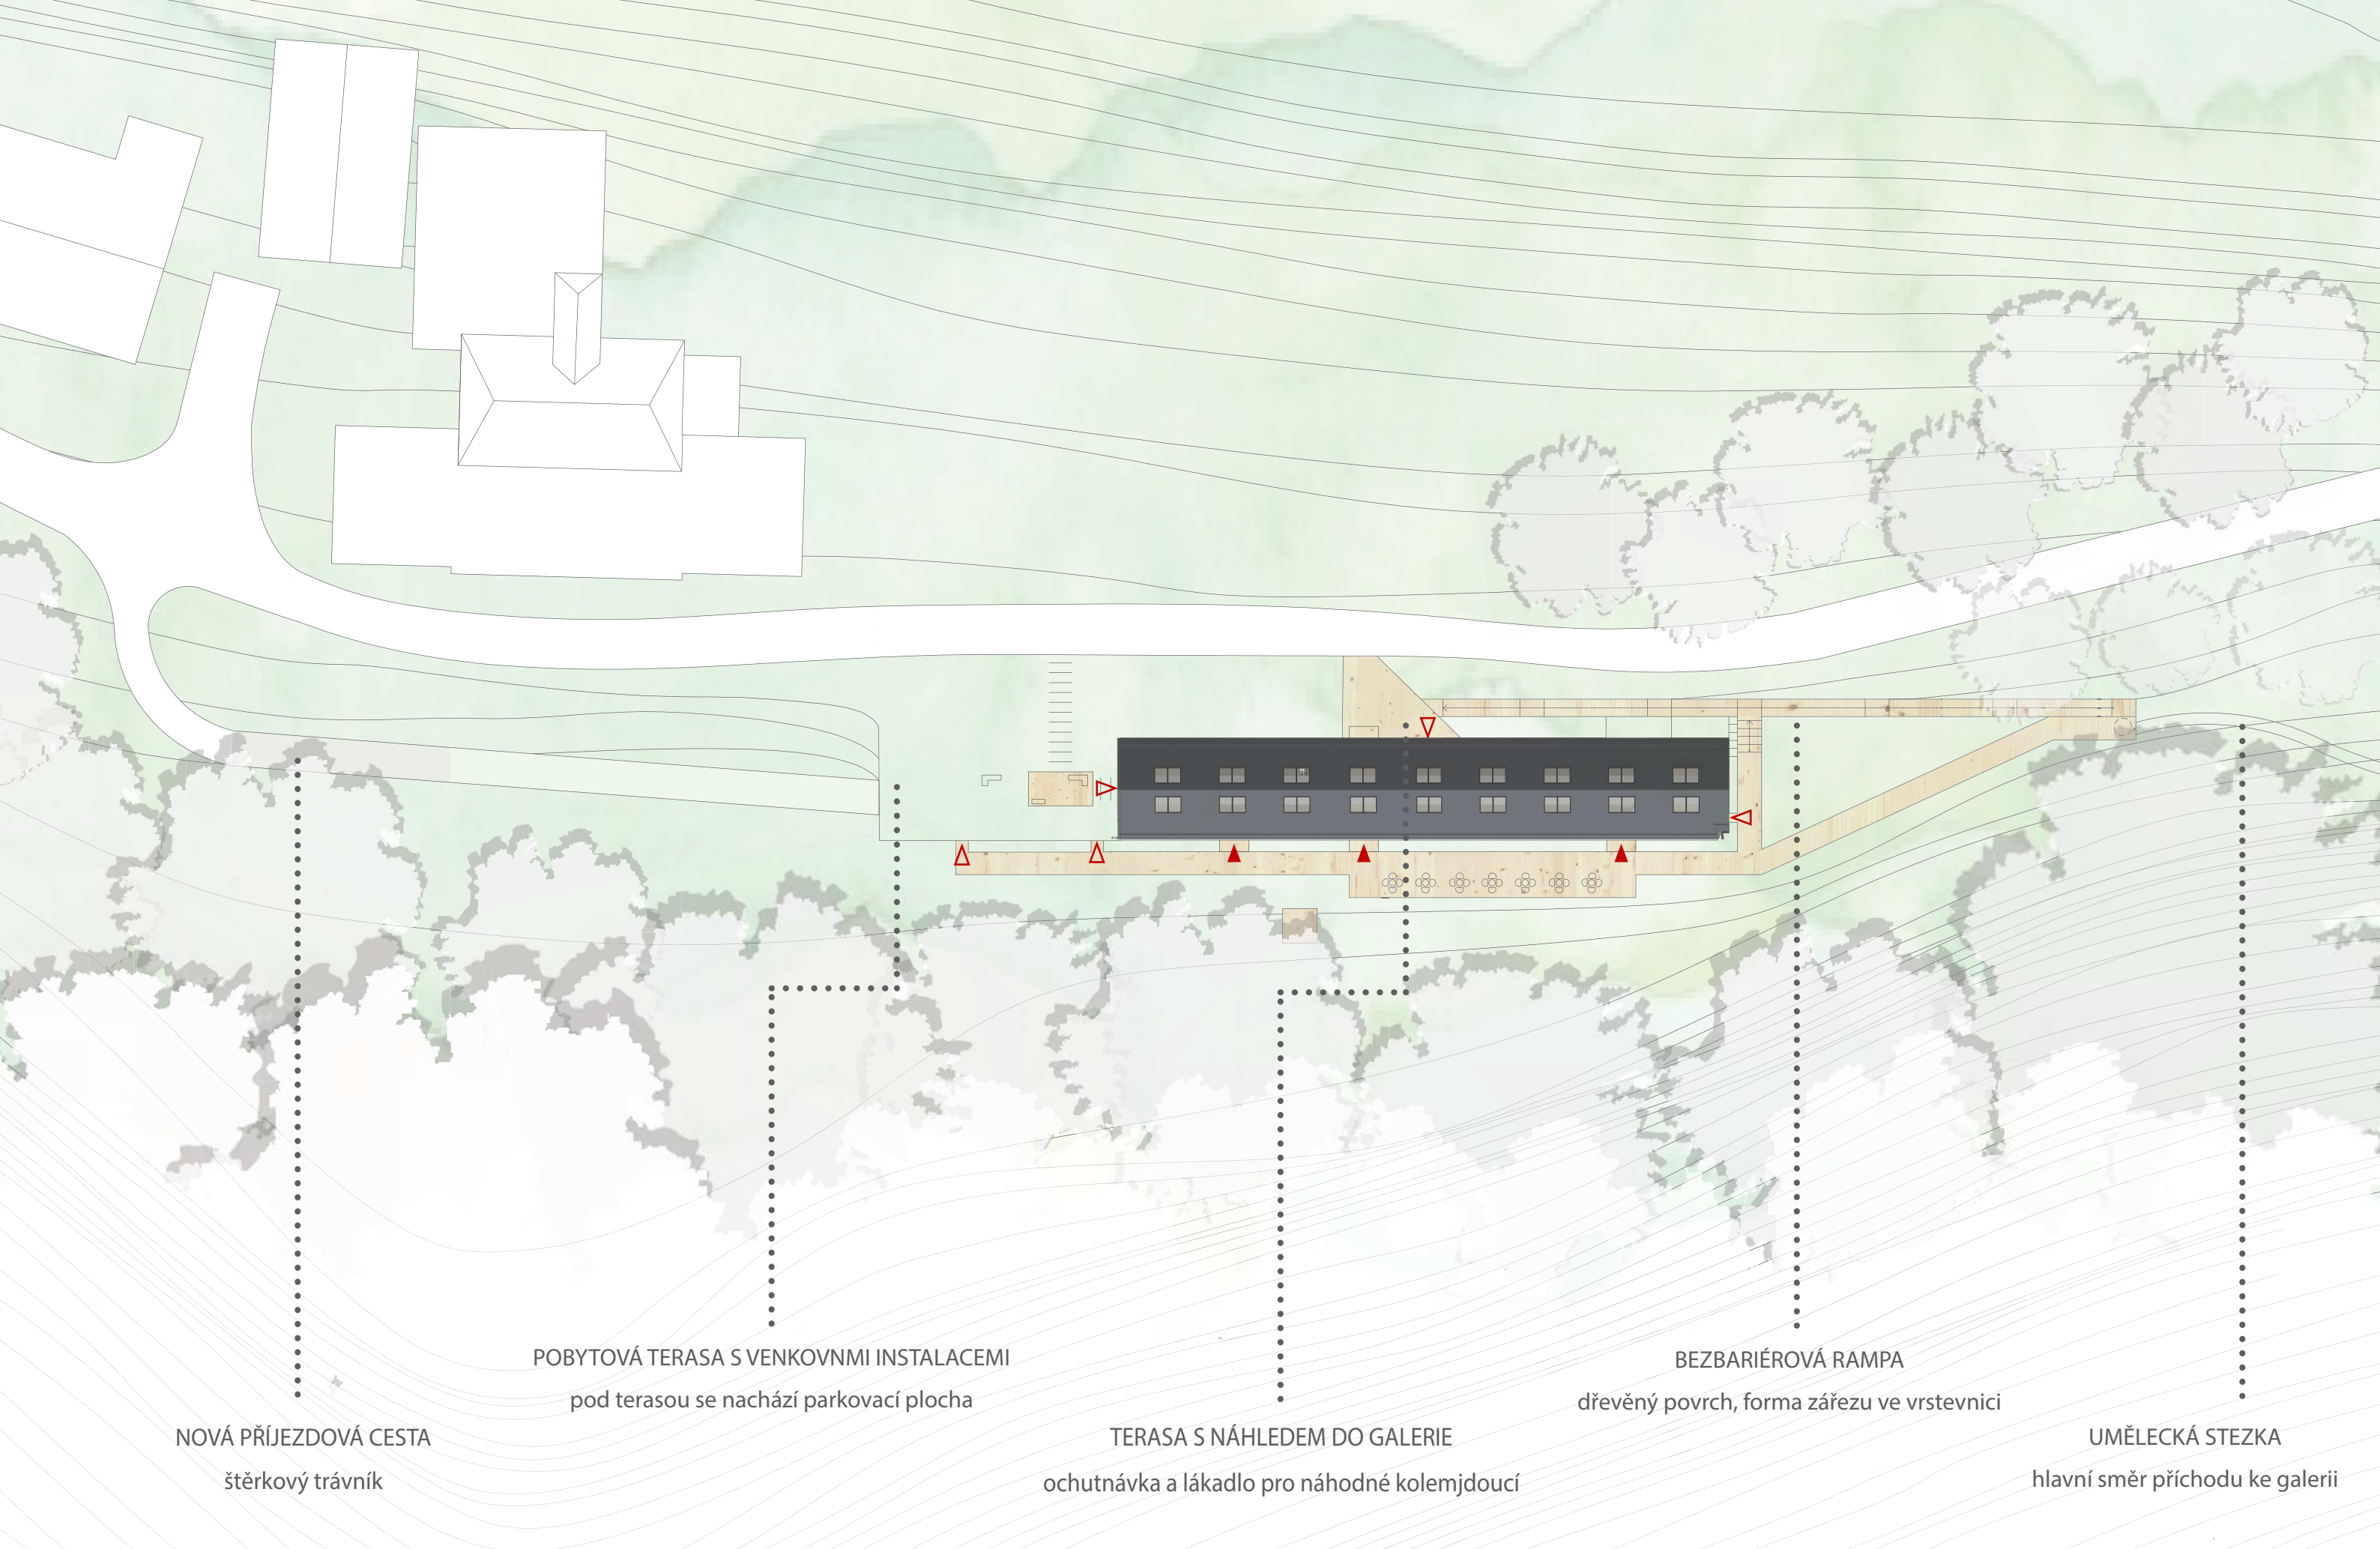 POBYTOVÁ TERASA S VENKOVNMI INSTALACEMI
pod terasou se nachází parkovací plocha
BEZBARIÉROVÁ RAMPA
dřevěný povrch, forma zářezu ve vrstevnici
NOVÁ PŘÍJEZDOVÁ CESTA
štěrkový trávník
TERASA S NÁHLEDEM DO GALERIE
ochutnávka a lákadlo pro náhodné kolemjdoucí
UMĚLECKÁ STEZKA
hlavní směr příchodu ke galerii